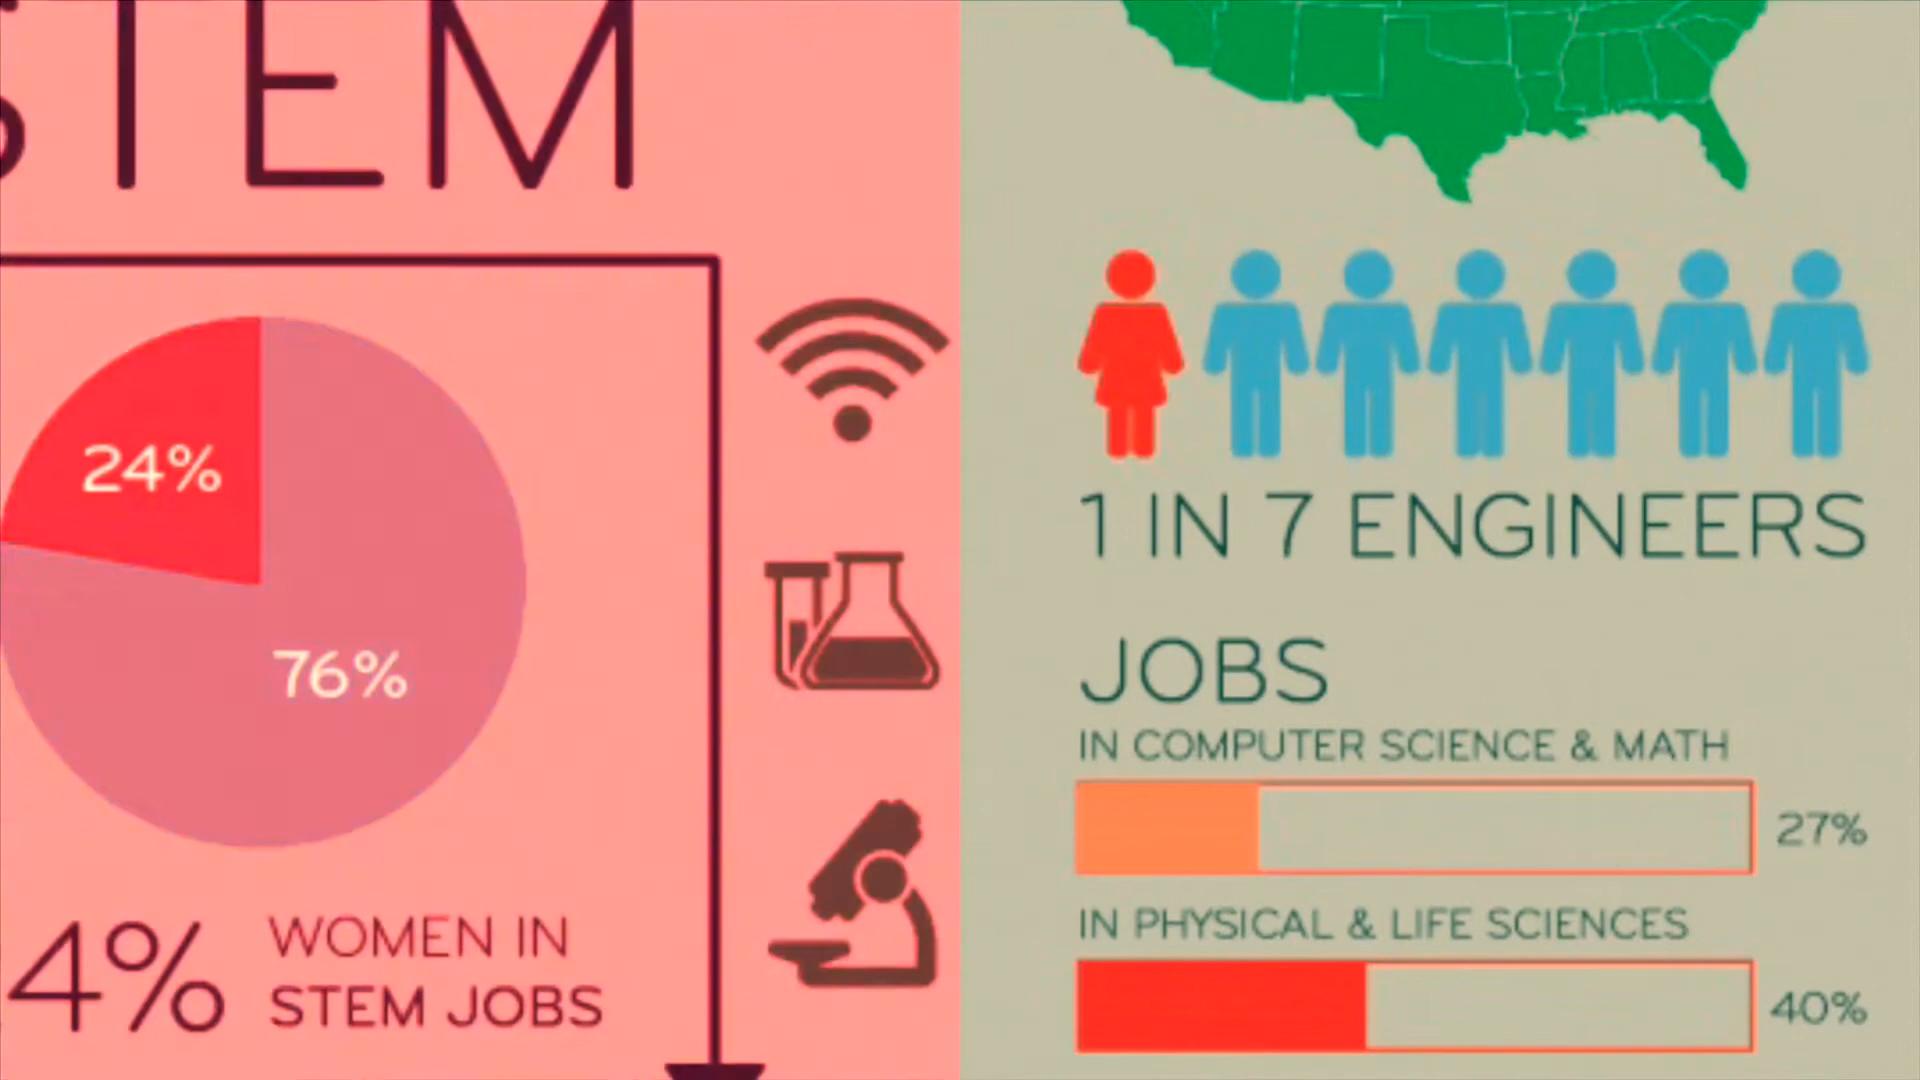 STEM
24%
76%
4% WOMEN IN
STEM JOBS
1 IN 7 ENGINEERS
JOBS
IN COMPUTER SCIENCE & MATH
27%
IN PHYSICAL & LIFE SCIENCES
40%